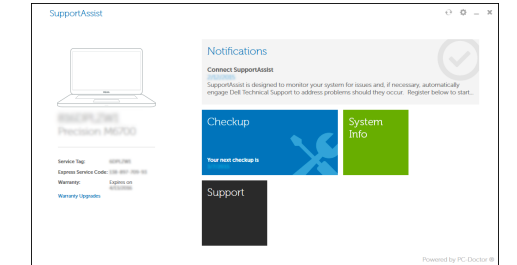 SupportAssist
Notifications
Connect SupportAssist
SupportAssist is designed to monitor your system for issues and, if necessary, automatically
engage Dell Technical Support to address problems should they occur. Register below to start...
Precision M6700
Checkup
Your next checkup is
System
Info
Service Tag:
Express Service Code:
Warranty: Expires on
Warranty Upgrades
Support
Powered by PC-Doctor ®